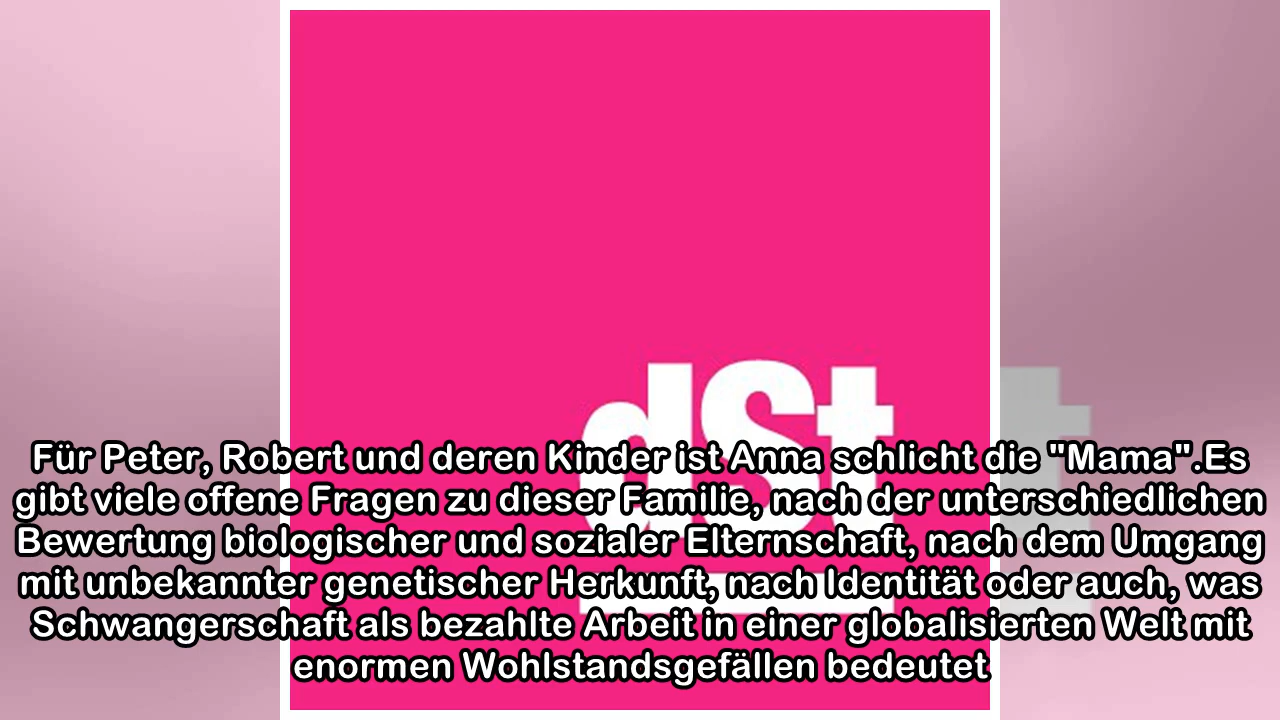 dSt
Für Peter, Robert und deren Kinder ist Anna schlicht die "Mama".Es
gibt viele offene Fragen zu dieser Familie, nach der unterschiedlichen
Bewertung biologischer und sozialer Elternschaft, nach dem Umgang
mit unbekannter genetischer Herkunft, nach Identität oder auch, was
Schwangerschaft als bezahlte Arbeit in einer globalisierten Welt mit
enormen Wohlstandsgefällen bedeutet